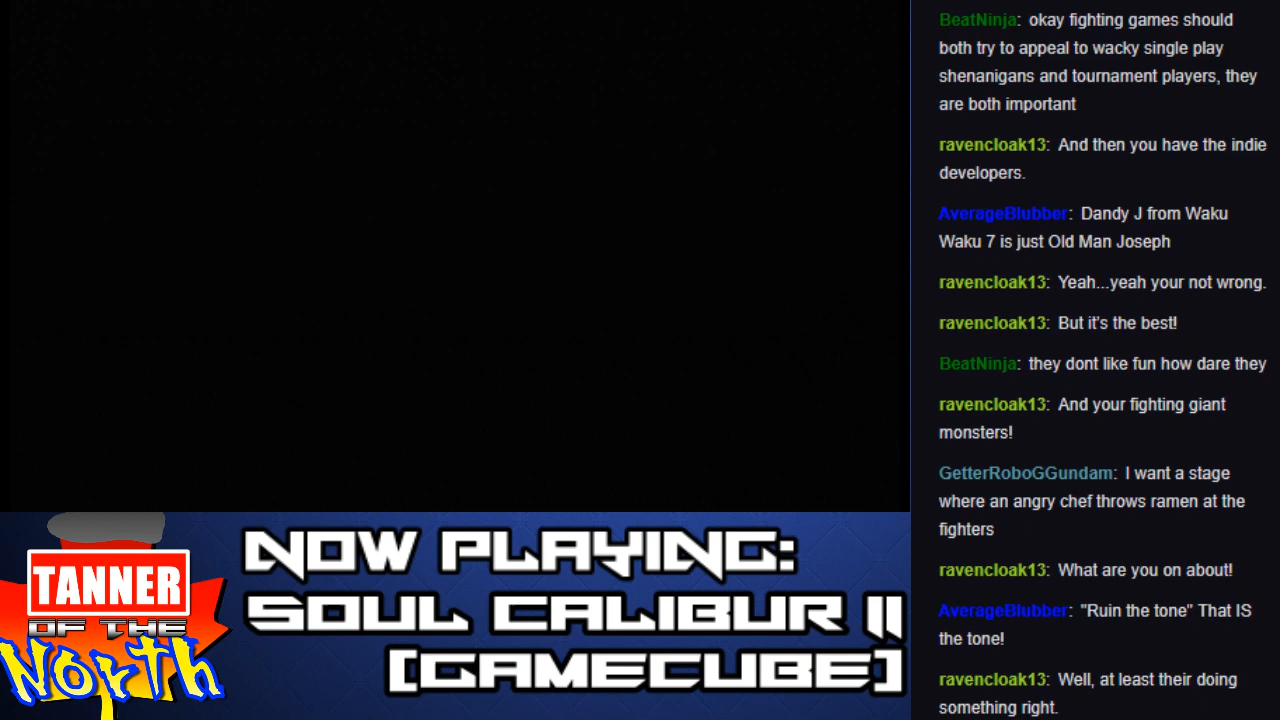 BeatNinja: okay fighting games should
both try to appeal to wacky single play
shenanigans and tournament players, they
are both important
ravencloak13: And then you have the indie
developers.
AverageBlubber: Dandy J from Waku
Waku 7 is just Old Man Joseph
ravencloak13: Yeah...yeah your not wrong.
ravencloak13: But it's the best!
BeatNinja: they dont like fun how dare they
ravencloak13: And your fighting giant
monsters!
GetterRoboGGundam: I want a stage
where an angry chef throws ramen at the
fighters
ravencloak13: What are you on about!
AverageBlubber: "Ruin the tone" That IS
the tone!
ravencloak13: Well, at least their doing
something right.
TANNER
OF THE
North
NOW PLAYING:
SOUL CALIBUR II
[GAMECUBE]